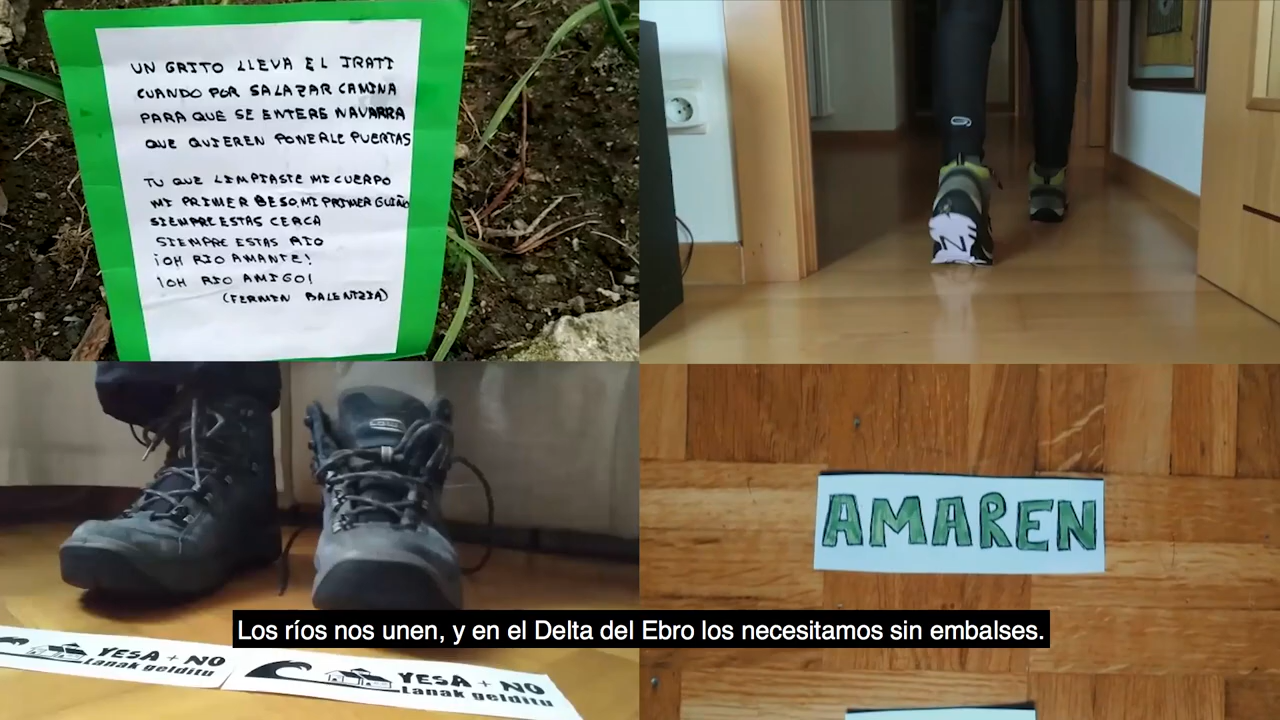 UN GRITO LLEVA EL IRATI
CUANDO POR SALAZAR CAMINA
PARA QUE SE ENTERE NAVARRA
QUE QUIEREN PONERLE PUERTAS
TU QUE LIMPIASTE MI CUERPO
MI PRIMER BESO, MI PRIMER GUIÑO
SIEMPRE ESTAS CERCA
SIEMPRE ESTAS RIO
¡OH RIO AMANTE!
¡OH RIO AMIGO!
(FERMIN BALENTZIA)
N
AMAREN
Los ríos nos unen, y en el Delta del Ebro los necesitamos sin embalses.
YESA + NO
Lanak gelditu
YESA + NO
Lanak gelditu